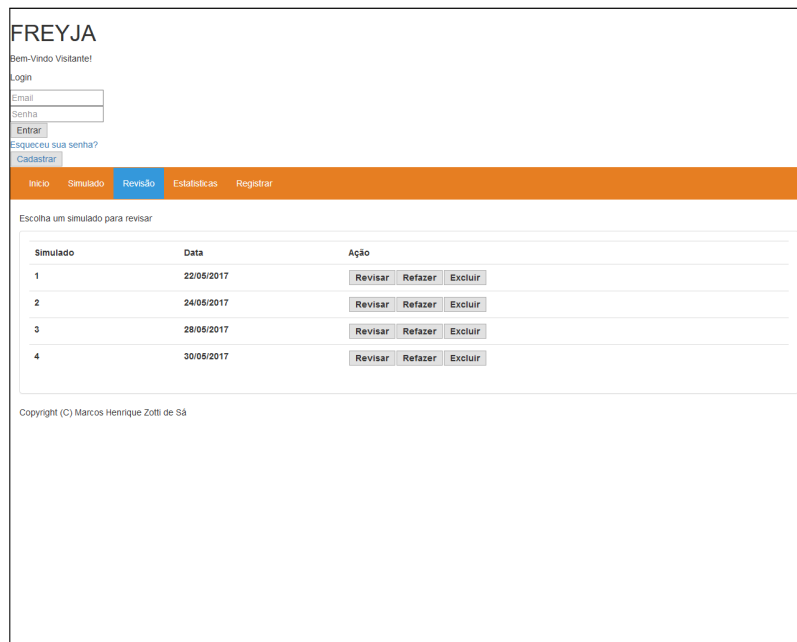 FREYJA
Bem-Vindo Visitante!
Login
Email
Senha
Entrar
Esqueceu sua senha?
Cadastrar
Inicio Simulado Revisão Estatisticas Registrar
Escolha um simulado para revisar
Simulado Data Ação
1 22/05/2017 Revisar Refazer Excluir
2 24/05/2017 Revisar Refazer Excluir
3 28/05/2017 Revisar Refazer Excluir
4 30/05/2017 Revisar Refazer Excluir
Copyright (C) Marcos Henrique Zotti de Sá